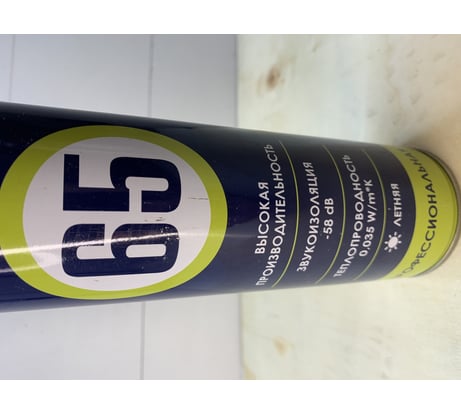 65
ВЫСОКАЯ
ПРОИЗВОДИТЕЛЬНОСТЬ
ЗВУКОИЗОЛЯЦИЯ
-58 dB
ТЕПЛОПРОВОДНОСТЬ
0,035 W/m*K
ЛЕТНЯЯ